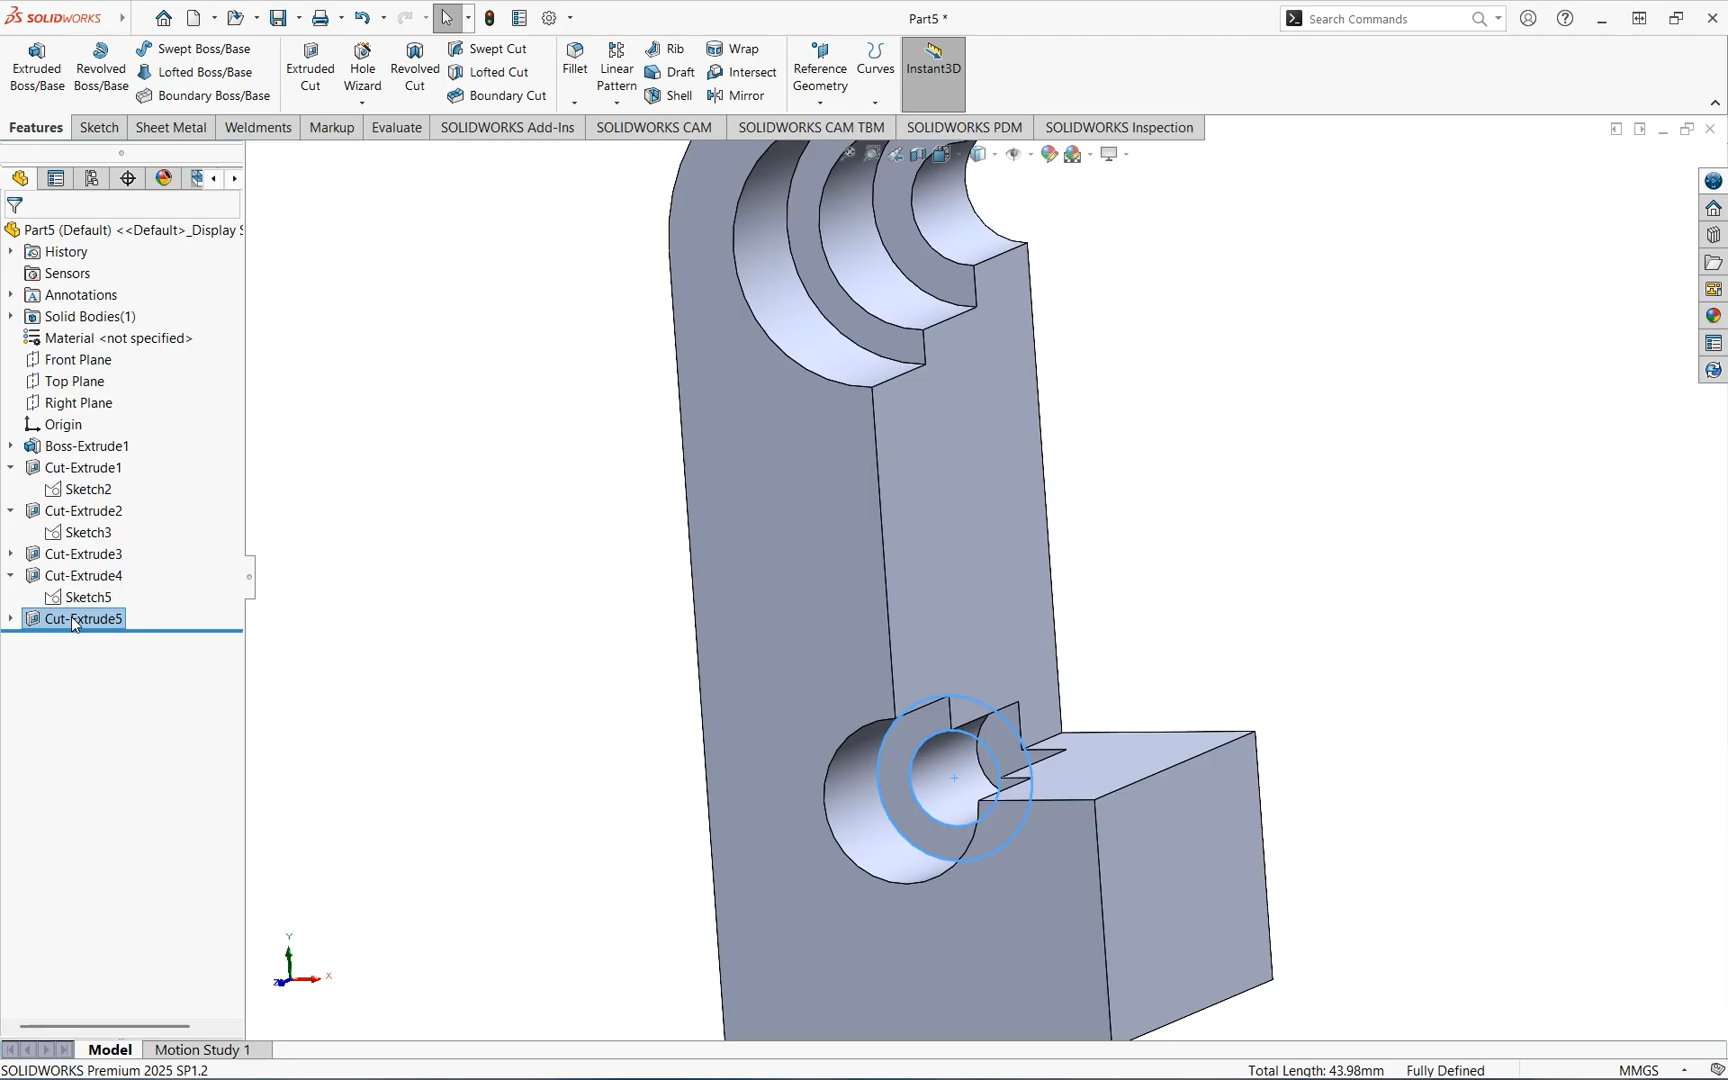 SOLIDWORKS
Part5 *
Search Commands
Extruded Boss/Base
Revolved Boss/Base
Swept Boss/Base
Lofted Boss/Base
Boundary Boss/Base
Extruded Cut
Hole Wizard
Revolved Cut
Swept Cut
Lofted Cut
Boundary Cut
Fillet
Linear Pattern
Rib
Draft
Shell
Wrap
Intersect
Mirror
Reference Geometry
Curves
Instant3D
Features
Sketch
Sheet Metal
Weldments
Markup
Evaluate
SOLIDWORKS Add-Ins
SOLIDWORKS CAM
SOLIDWORKS CAM TBM
SOLIDWORKS PDM
SOLIDWORKS Inspection
Part5 (Default) <<Default>_Display S
History
Sensors
Annotations
Solid Bodies(1)
Material <not specified>
Front Plane
Top Plane
Right Plane
Origin
Boss-Extrude1
Cut-Extrude1
Sketch2
Cut-Extrude2
Sketch3
Cut-Extrude3
Cut-Extrude4
Sketch5
Cut-Extrude5
Y
X
Z
Model
Motion Study 1
SOLIDWORKS Premium 2025 SP1.2
Total Length: 43.98mm
Fully Defined
MMGS